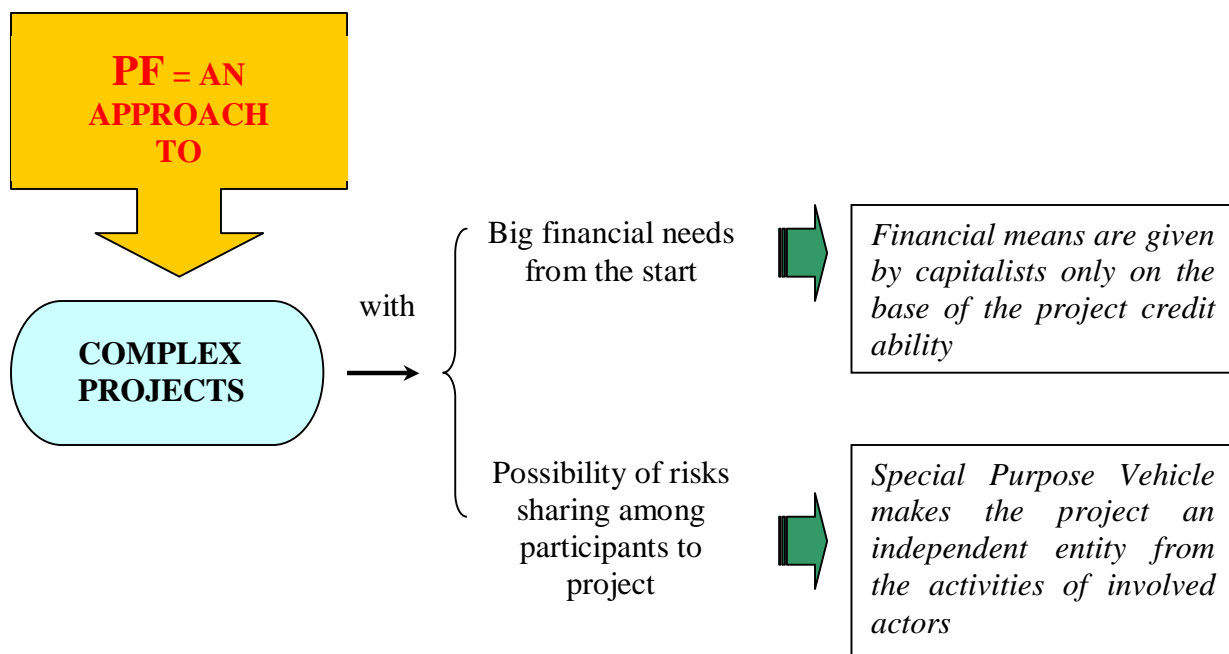 PF = AN
APPROACH
TO
COMPLEX
PROJECTS
with
Big financial needs
from the start
Financial means are given
by capitalists only on the
base of the project credit
ability
Possibility of risks
sharing among
participants to
project
Special Purpose Vehicle
makes the project an
independent entity from
the activities of involved
actors